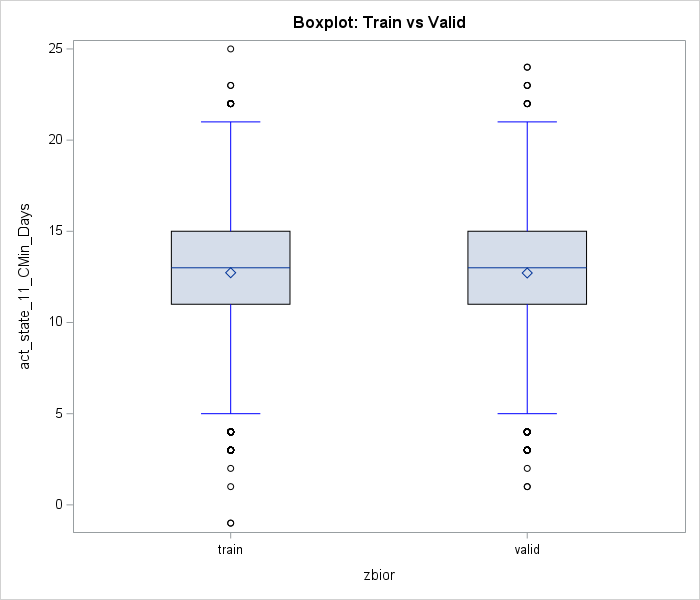 Boxplot: Train vs Valid
25
20
15
10
5
0
act_state_11_CMin_Days
train
valid
zbior